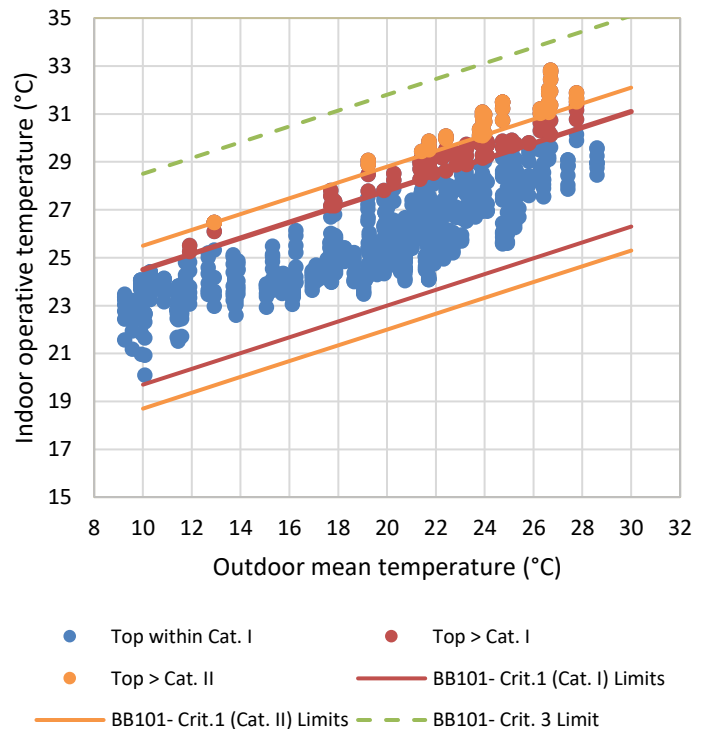 Indoor operative temperature (°C)
35
33
31
29
27
25
23
21
19
17
15
8 10 12 14 16 18 20 22 24 26 28 30 32
Outdoor mean temperature (°C)
Top within Cat. I
Top > Cat. I
Top > Cat. II
BB101- Crit.1 (Cat. I) Limits
BB101- Crit.1 (Cat. II) Limits
BB101- Crit. 3 Limit